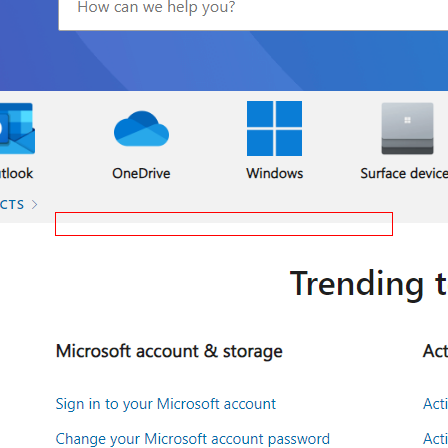 How can we help you?
tlook OneDrive Windows Surface device
CTS >
Trending t
Microsoft account & storage
Act
Sign in to your Microsoft account
Acti
Change your Microsoft account password
Acti